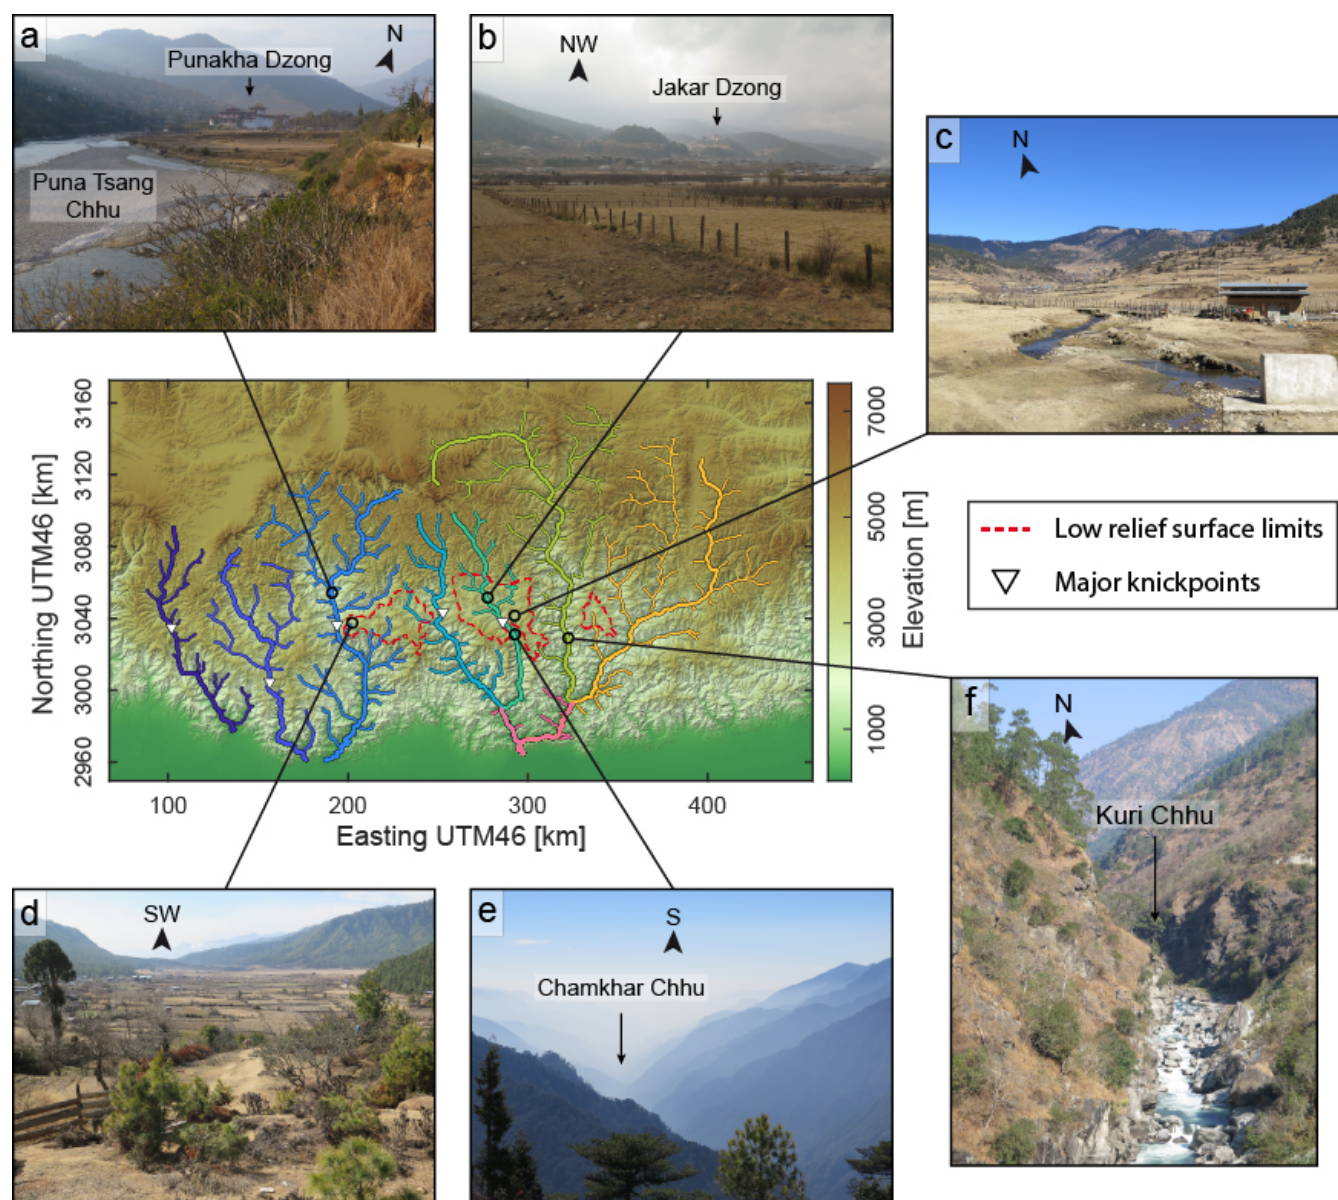 a
N
Punakha Dzong
Puna Tsang
Chhu
b
NW
Jakar Dzong
c
N
Northing UTM46 [km]
3160
3120
3080
3040
3000
2960
100
200
300
400
Easting UTM46 [km]
7000
5000
3000
1000
Elevation [m]
Low relief surface limits
Major knickpoints
d
SW
e
S
Chamkhar Chhu
f
N
Kuri Chhu